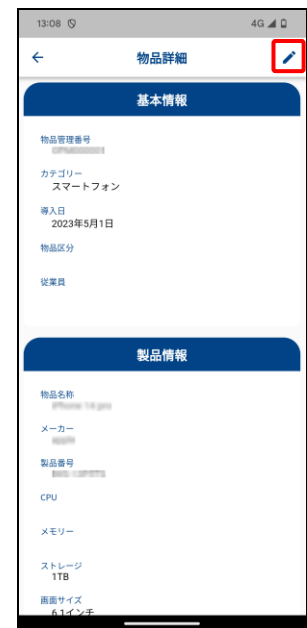 13:08
4G
物品詳細
基本情報
物品管理番号
カテゴリー
スマートフォン
導入日
2023年5月1日
物品区分
従業員
製品情報
物品名称
iPhone 14 pro
メーカー
apple
製品番号
CPU
メモリー
ストレージ
1TB
画面サイズ
6.1インチ